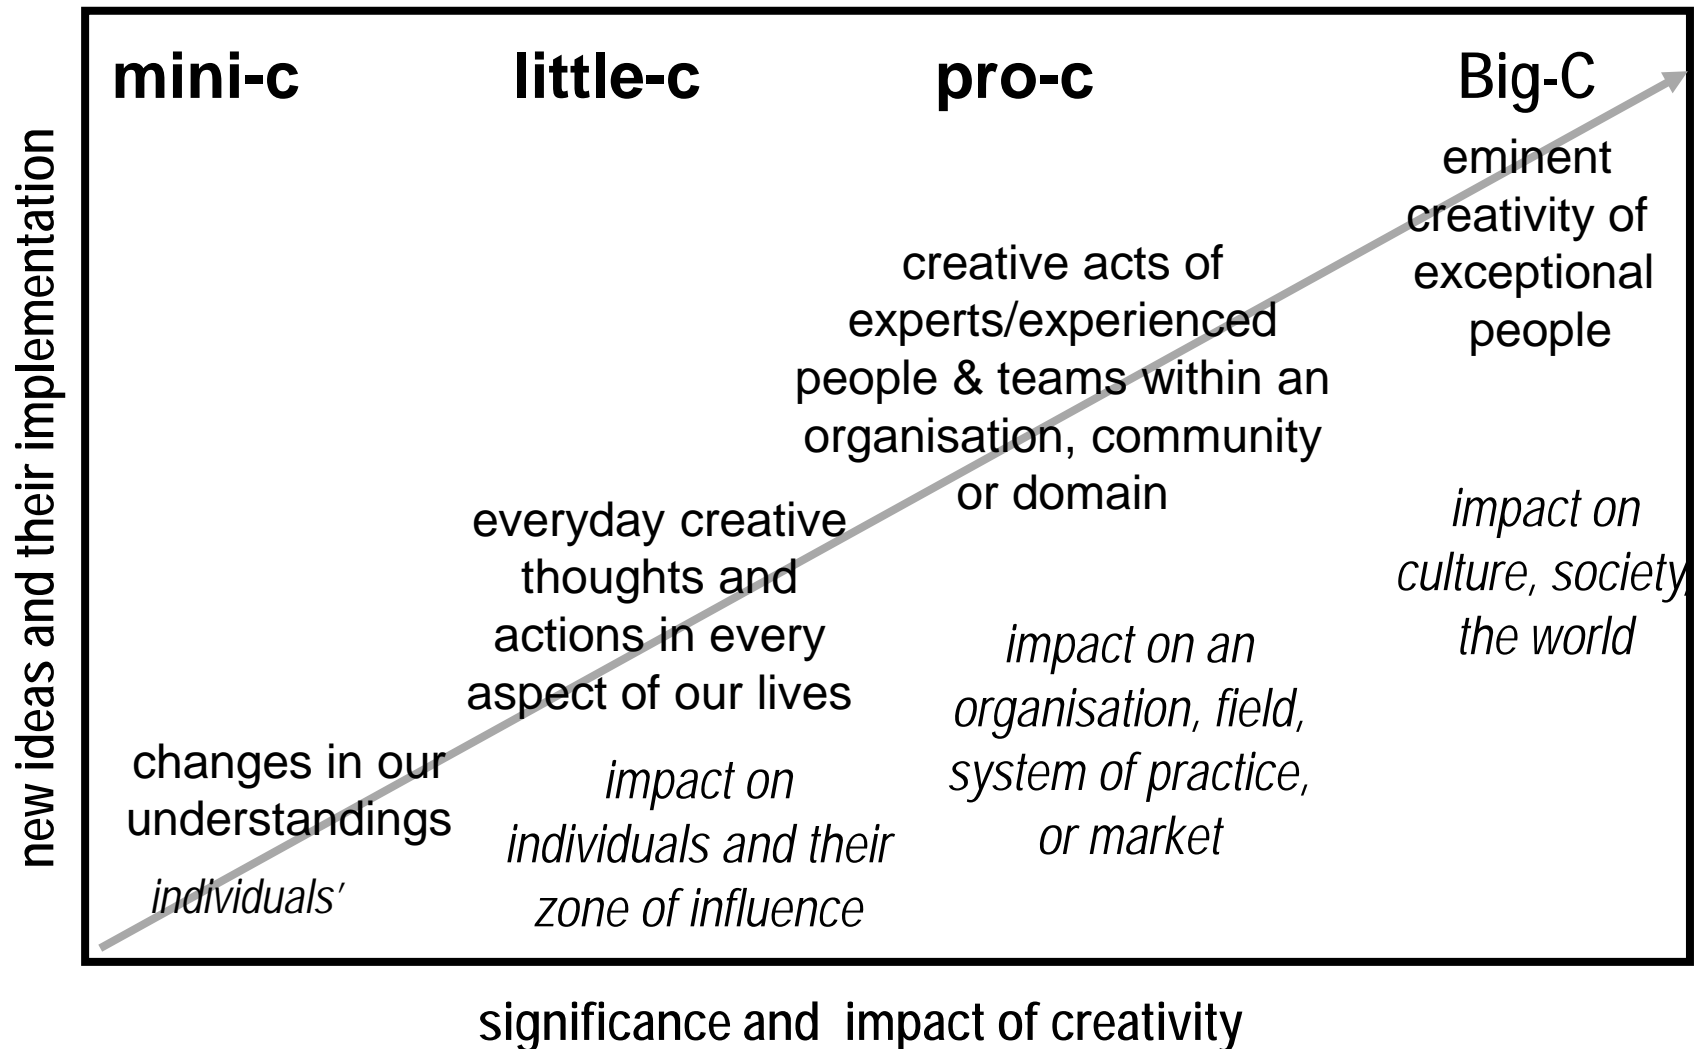 mini-c
little-c
pro-c
Big-C
new ideas and their implementation
changes in our
understandings
individuals’
everyday creative
thoughts and
actions in every
aspect of our lives
impact on
individuals and their
zone of influence
creative acts of
experts/experienced
people & teams within an
organisation, community
or domain
impact on an
organisation, field,
system of practice,
or market
eminent
creativity of
exceptional
people
impact on
culture, society,
the world
significance and  impact of creativity